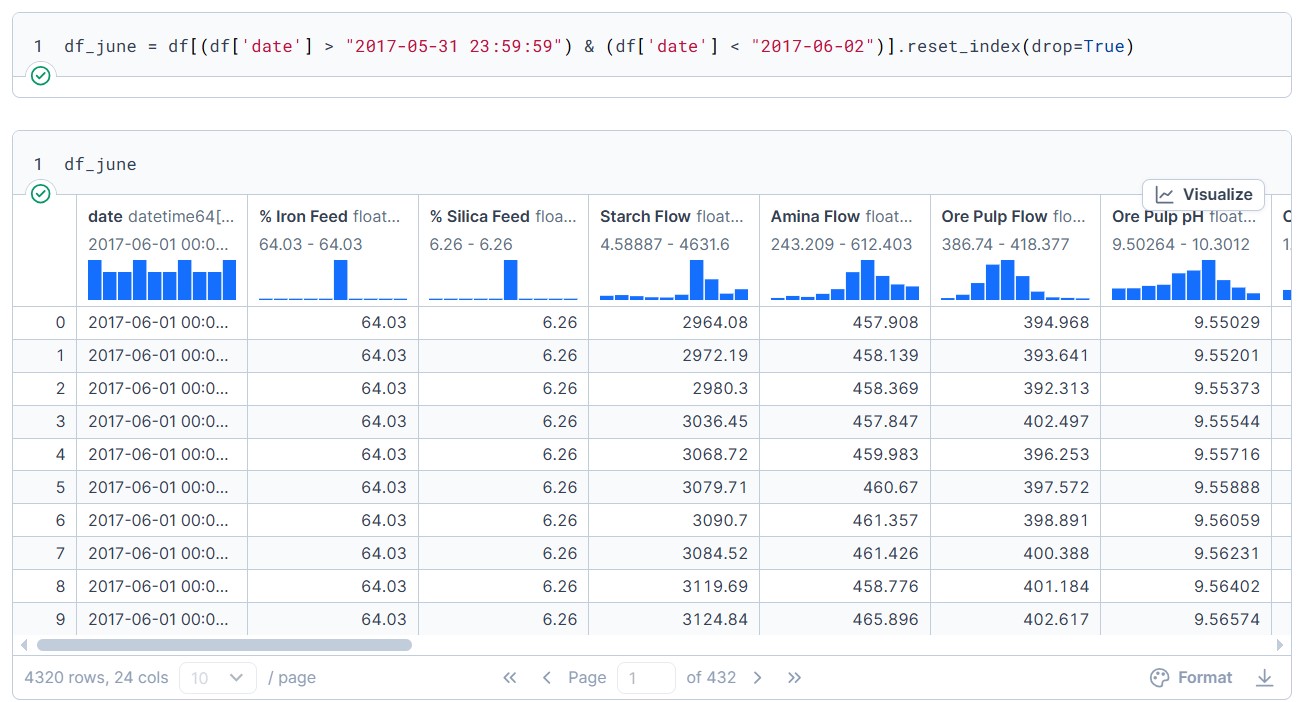 1 df_june = df[(df['date'] > "2017-05-31 23:59:59") & (df['date'] < "2017-06-02")].reset_index(drop=True)
1 df_june
Visualize
date datetime64[... % Iron Feed float... % Silica Feed floa... Starch Flow float... Amina Flow float... Ore Pulp Flow flo... Ore Pulp pH float...
2017-06-01 00:0... 64.03 - 64.03 6.26 - 6.26 4.58887 - 4631.6 243.209 - 612.403 386.74 - 418.377 9.50264 - 10.3012
0 2017-06-01 00:0... 64.03 6.26 2964.08 457.908 394.968 9.55029
1 2017-06-01 00:0... 64.03 6.26 2972.19 458.139 393.641 9.55201
2 2017-06-01 00:0... 64.03 6.26 2980.3 458.369 392.313 9.55373
3 2017-06-01 00:0... 64.03 6.26 3036.45 457.847 402.497 9.55544
4 2017-06-01 00:0... 64.03 6.26 3068.72 459.983 396.253 9.55716
5 2017-06-01 00:0... 64.03 6.26 3079.71 460.67 397.572 9.55888
6 2017-06-01 00:0... 64.03 6.26 3090.7 461.357 398.891 9.56059
7 2017-06-01 00:0... 64.03 6.26 3084.52 461.426 400.388 9.56231
8 2017-06-01 00:0... 64.03 6.26 3119.69 458.776 401.184 9.56402
9 2017-06-01 00:0... 64.03 6.26 3124.84 465.896 402.617 9.56574
4320 rows, 24 cols 10 / page « < Page 1 of 432 > » Format